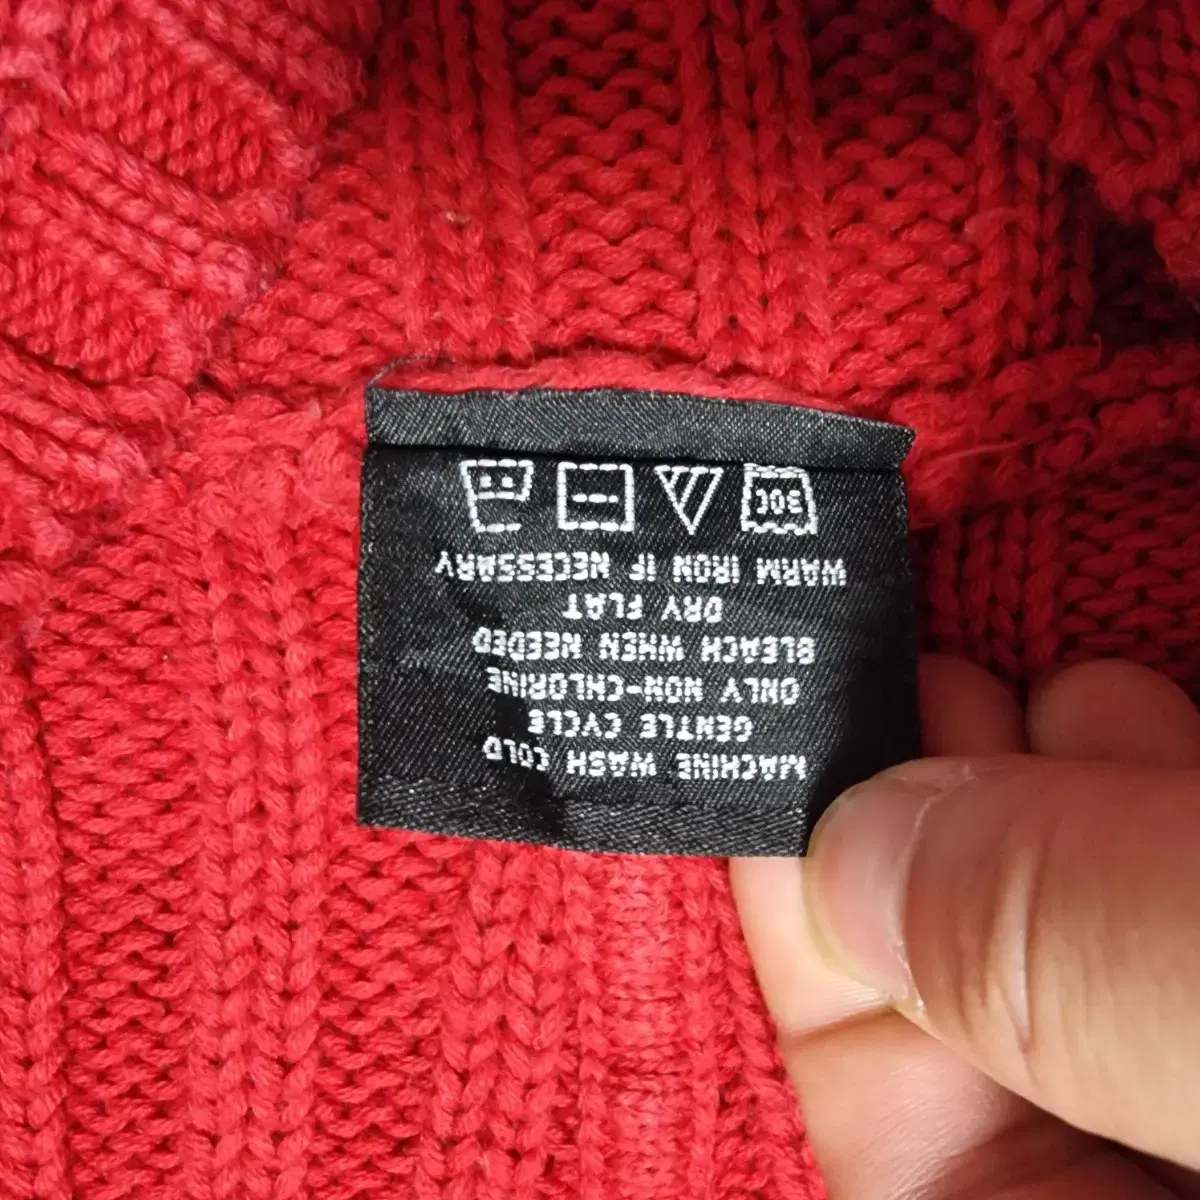 MACHINE WASH COLD
GENTLE CYCLE
ONLY NON-CHLORINE
BLEACH WHEN NEEDED
DRY FLAT
WARM IRON IF NECESSARY
30C